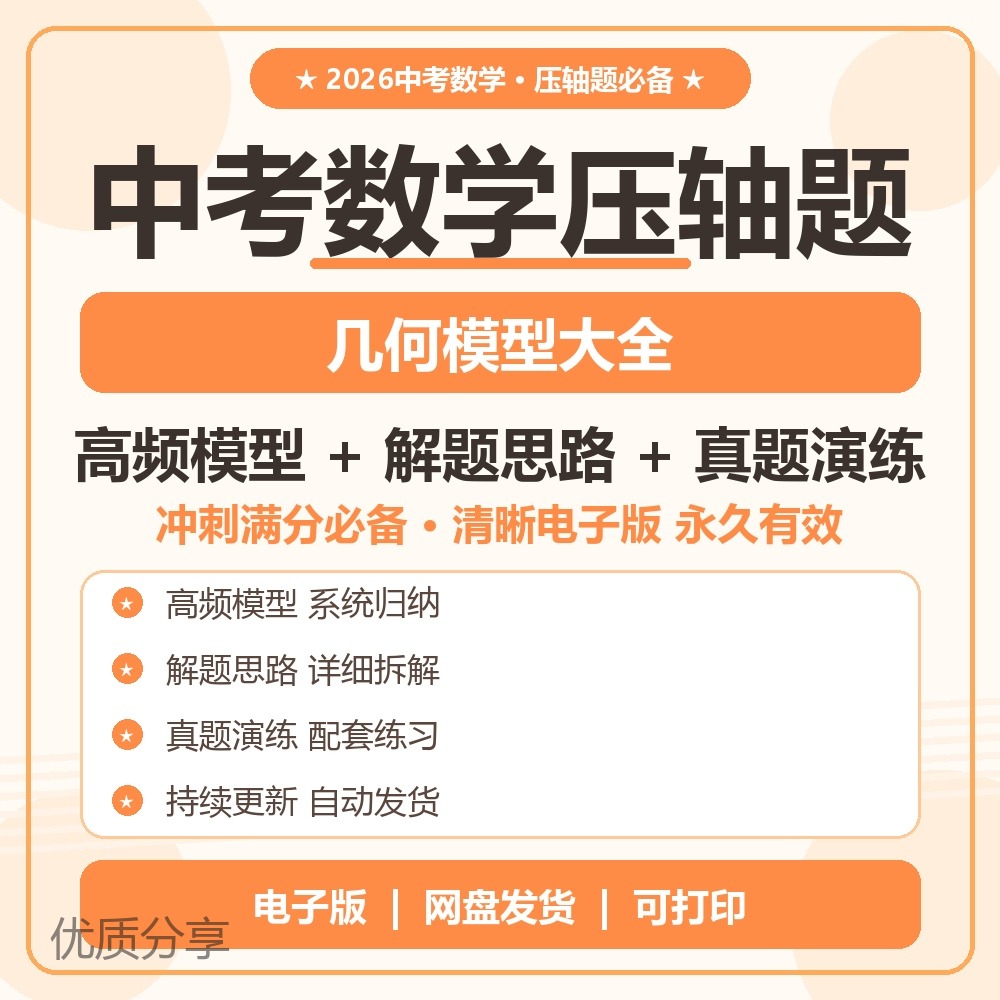 ★ 2026中考数学·压轴题必备 ★
中考数学压轴题
几何模型大全
高频模型 + 解题思路 + 真题演练
冲刺满分必备·清晰电子版 永久有效
★ 高频模型 系统归纳
★ 解题思路 详细拆解
★ 真题演练 配套练习
★ 持续更新 自动发货
电子版 | 网盘发货 | 可打印
优质分享